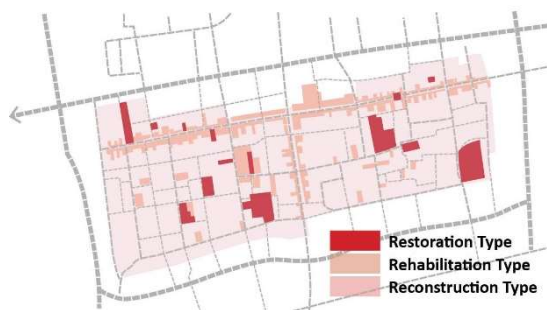 Restoration Type
Rehabilitation Type
Reconstruction Type